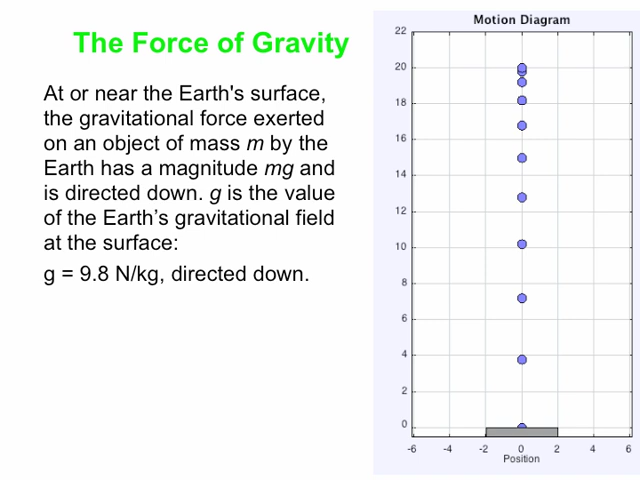 The Force of Gravity
At or near the Earth's surface,
the gravitational force exerted
on an object of mass m by the
Earth has a magnitude mg and
is directed down. g is the value
of the Earth’s gravitational field
at the surface:
g = 9.8 N/kg, directed down.
Motion Diagram
22
20
18
16
14
12
10
8
6
4
2
0
-6 -4 -2 0 2 4 6
Position